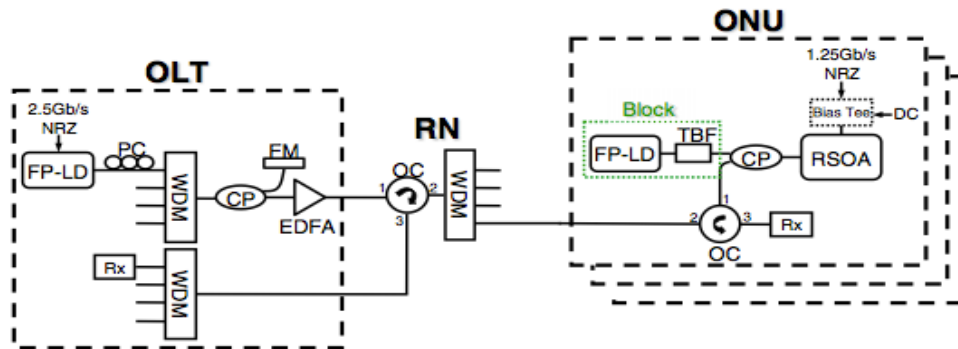 OLT
2.5Gb/s
NRZ
FP-LD
PC
WDM
CP
FM
EDFA
Rx
WDM
RN
OC
1
2
3
WDM
ONU
1.25Gb/s
NRZ
Bias Tee
DC
Block
FP-LD
TBF
CP
RSOA
1
2
3
Rx
OC